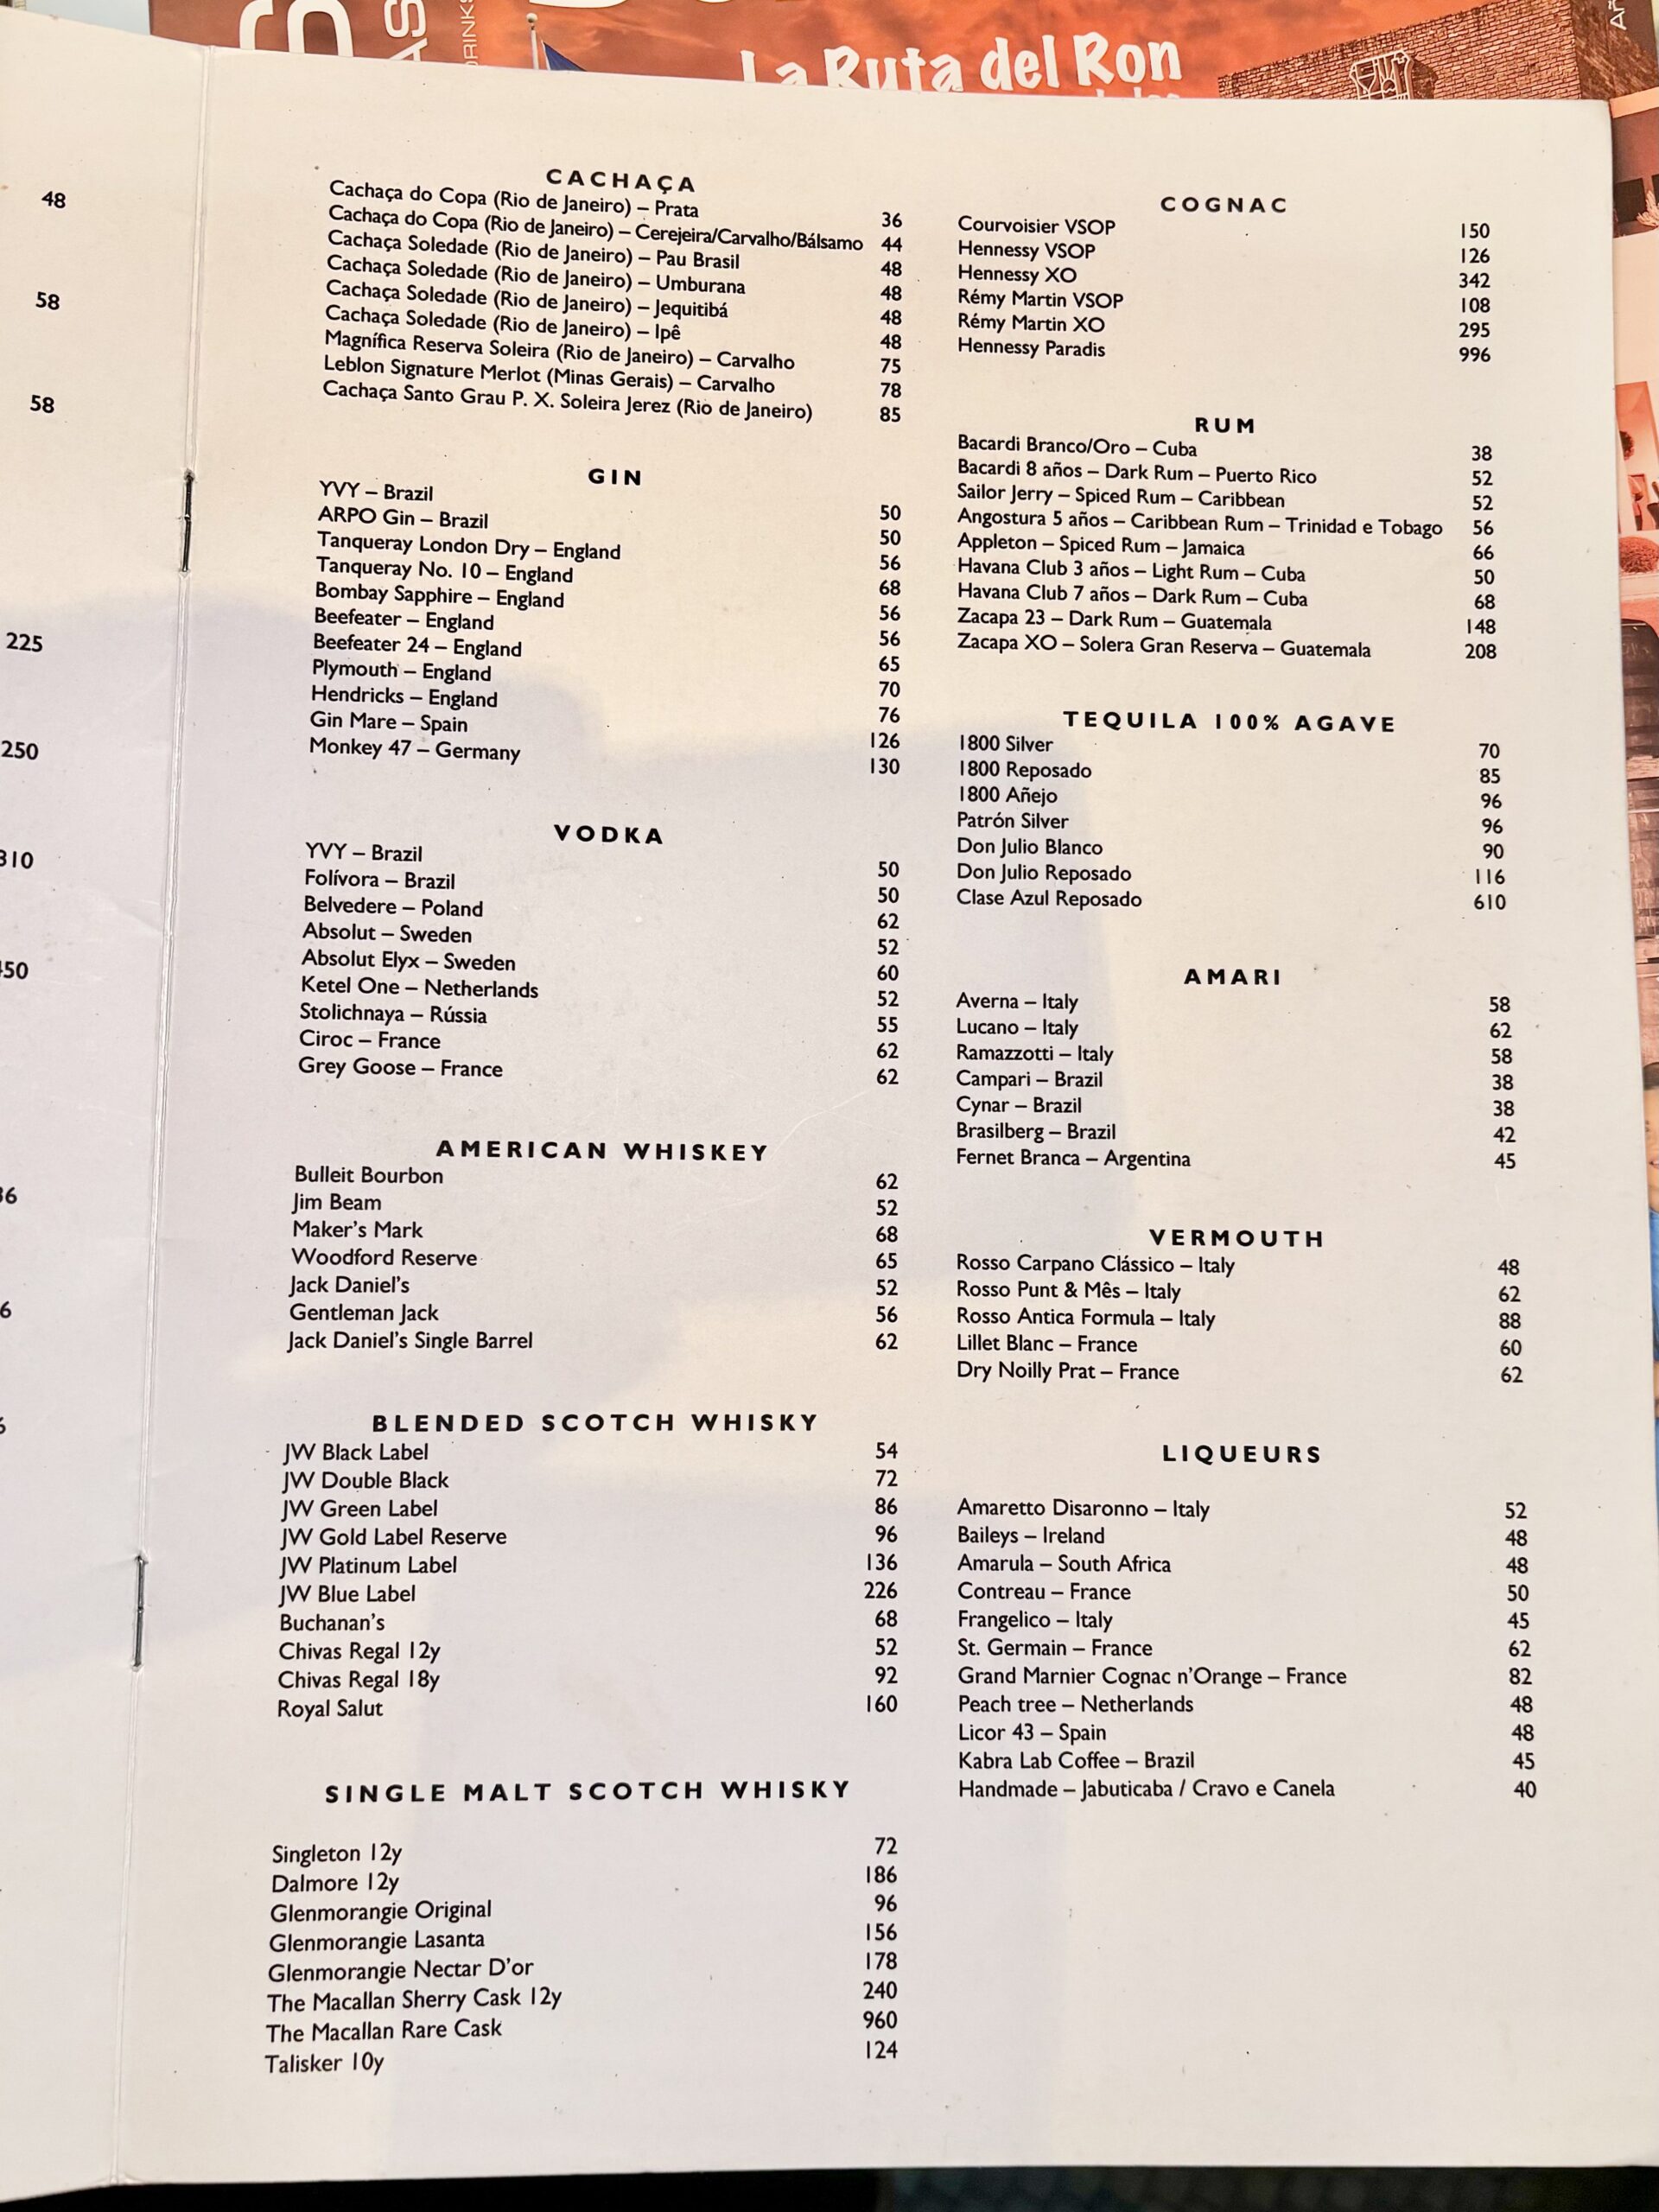 DRINKS
La Ruta del Ron
48
58
58
225
250
310
CACHAÇA
Cachaça do Copa (Rio de Janeiro) – Prata 36
Cachaça do Copa (Rio de Janeiro) – Cerejeira/Carvalho/Bálsamo 44
Cachaça Soledade (Rio de Janeiro) – Pau Brasil 48
Cachaça Soledade (Rio de Janeiro) – Umburana 48
Cachaça Soledade (Rio de Janeiro) – Jequitibá 48
Cachaça Soledade (Rio de Janeiro) – Ipê 48
Magnífica Reserva Soleira (Rio de Janeiro) – Carvalho 75
Leblon Signature Merlot (Minas Gerais) – Carvalho 78
Cachaça Santo Grau P. X. Soleira Jerez (Rio de Janeiro) 85
GIN
YVY – Brazil 50
ARPO Gin – Brazil 50
Tanqueray London Dry – England 56
Tanqueray No. 10 – England 68
Bombay Sapphire – England 56
Beefeater – England 56
Beefeater 24 – England 65
Plymouth – England 70
Hendricks – England 76
Gin Mare – Spain 126
Monkey 47 – Germany 130
VODKA
YVY – Brazil 50
Folívora – Brazil 50
Belvedere – Poland 62
Absolut – Sweden 52
Absolut Elyx – Sweden 60
Ketel One – Netherlands 52
Stolichnaya – Rússia 55
Ciroc – France 62
Grey Goose – France 62
AMERICAN WHISKEY
Bulleit Bourbon 62
Jim Beam 52
Maker's Mark 68
Woodford Reserve 65
Jack Daniel's 52
Gentleman Jack 56
Jack Daniel's Single Barrel 62
BLENDED SCOTCH WHISKY
JW Black Label 54
JW Double Black 72
JW Green Label 86
JW Gold Label Reserve 96
JW Platinum Label 136
JW Blue Label 226
Buchanan's 68
Chivas Regal 12y 52
Chivas Regal 18y 92
Royal Salut 160
SINGLE MALT SCOTCH WHISKY
Singleton 12y 72
Dalmore 12y 186
Glenmorangie Original 96
Glenmorangie Lasanta 156
Glenmorangie Nectar D'or 178
The Macallan Sherry Cask 12y 240
The Macallan Rare Cask 960
Talisker 10y 124
COGNAC
Courvoisier VSOP 150
Hennessy VSOP 126
Hennessy XO 342
Rémy Martin VSOP 108
Rémy Martin XO 295
Hennessy Paradis 996
RUM
Bacardi Branco/Oro – Cuba 38
Bacardi 8 años – Dark Rum – Puerto Rico 52
Sailor Jerry – Spiced Rum – Caribbean 52
Angostura 5 años – Caribbean Rum – Trinidad e Tobago 56
Appleton – Spiced Rum – Jamaica 66
Havana Club 3 años – Light Rum – Cuba 50
Havana Club 7 años – Dark Rum – Cuba 68
Zacapa 23 – Dark Rum – Guatemala 148
Zacapa XO – Solera Gran Reserva – Guatemala 208
TEQUILA 100% AGAVE
1800 Silver 70
1800 Reposado 85
1800 Añejo 96
Patrón Silver 96
Don Julio Blanco 90
Don Julio Reposado 116
Clase Azul Reposado 610
AMARI
Averna – Italy 58
Lucano – Italy 62
Ramazzotti – Italy 58
Campari – Brazil 38
Cynar – Brazil 38
Brasilberg – Brazil 42
Fernet Branca – Argentina 45
VERMOUTH
Rosso Carpano Clássico – Italy 48
Rosso Punt & Mês – Italy 62
Rosso Antica Formula – Italy 88
Lillet Blanc – France 60
Dry Noilly Prat – France 62
LIQUEURS
Amaretto Disaronno – Italy 52
Baileys – Ireland 48
Amarula – South Africa 48
Contreau – France 50
Frangelico – Italy 45
St. Germain – France 62
Grand Marnier Cognac n'Orange – France 82
Peach tree – Netherlands 48
Licor 43 – Spain 48
Kabra Lab Coffee – Brazil 45
Handmade – Jabuticaba / Cravo e Canela 40